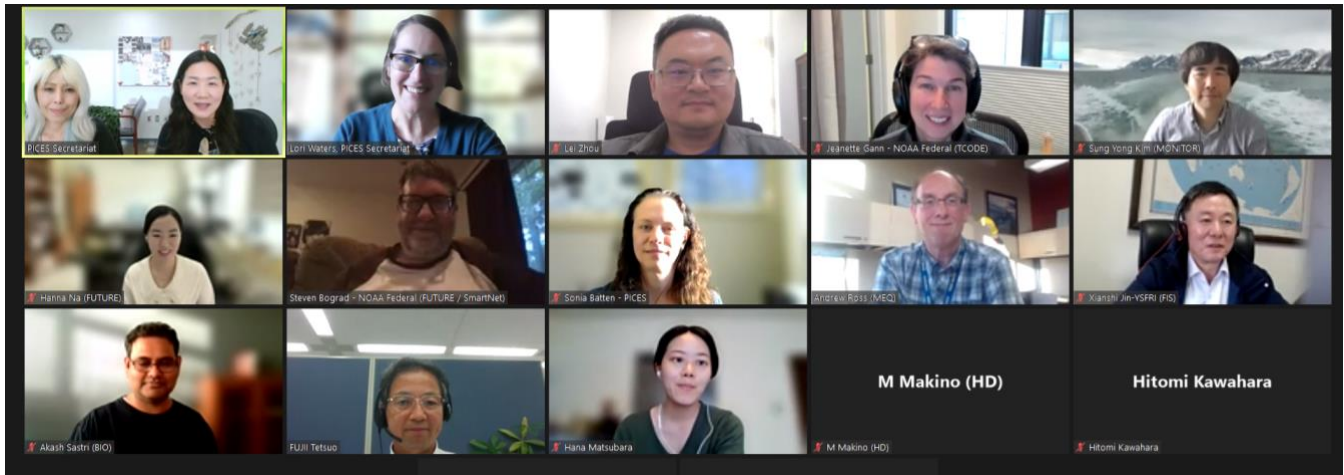 PICES Secretariat
Lori Waters, PICES Secretariat
Lei Zhou
Jeanette Gann - NOAA Federal (TCODE)
Sung Yong Kim (MONITOR)
Hanna Na (FUTURE)
Steven Bograd - NOAA Federal (FUTURE / SmartNet)
Sonia Batten - PICES
Andrew Ross (MEQ)
Xianshi Jin-YSFRI (FIS)
Akash Sastri (BIO)
FUJII Tetsuo
Hana Matsubara
M Makino (HD)
M Makino (HD)
Hitomi Kawahara
Hitomi Kawahara